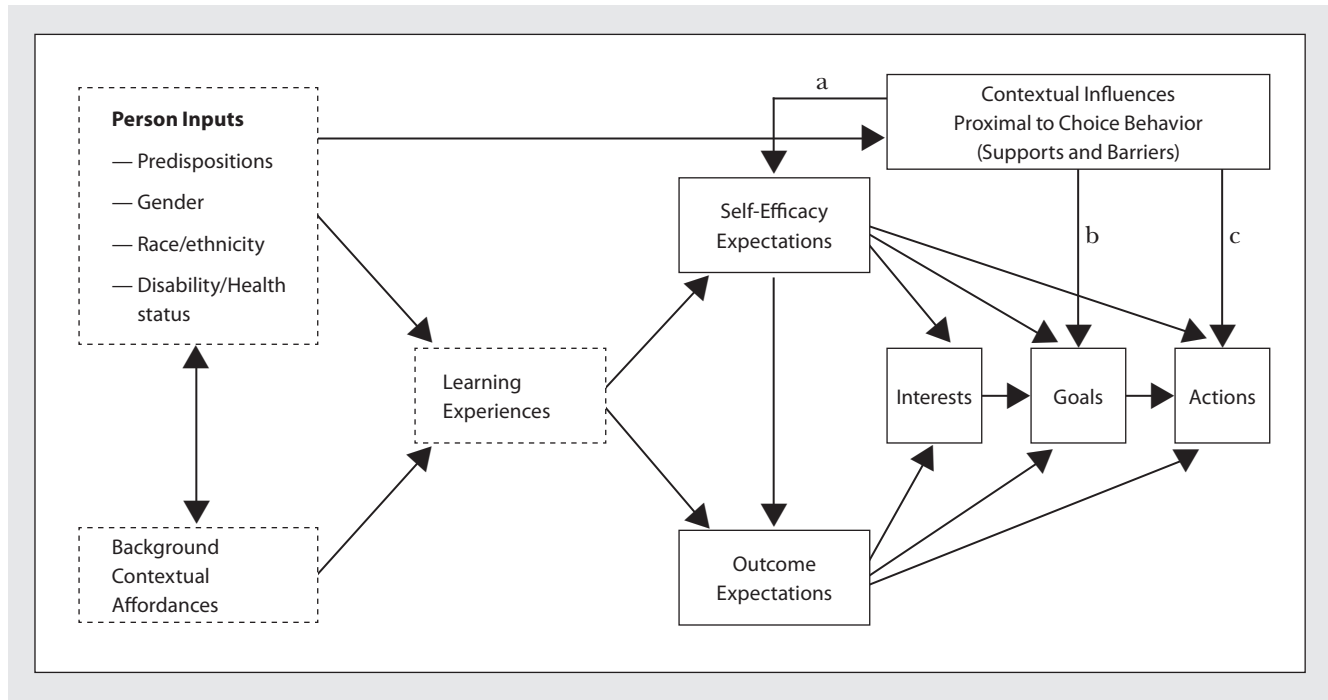 Person Inputs
— Predispositions
— Gender
— Race/ethnicity
— Disability/Health
status
Background
Contextual
Affordances
Learning
Experiences
a
Contextual Influences
Proximal to Choice Behavior
(Supports and Barriers)
Self-Efficacy
Expectations
b
c
Interests
Goals
Actions
Outcome
Expectations